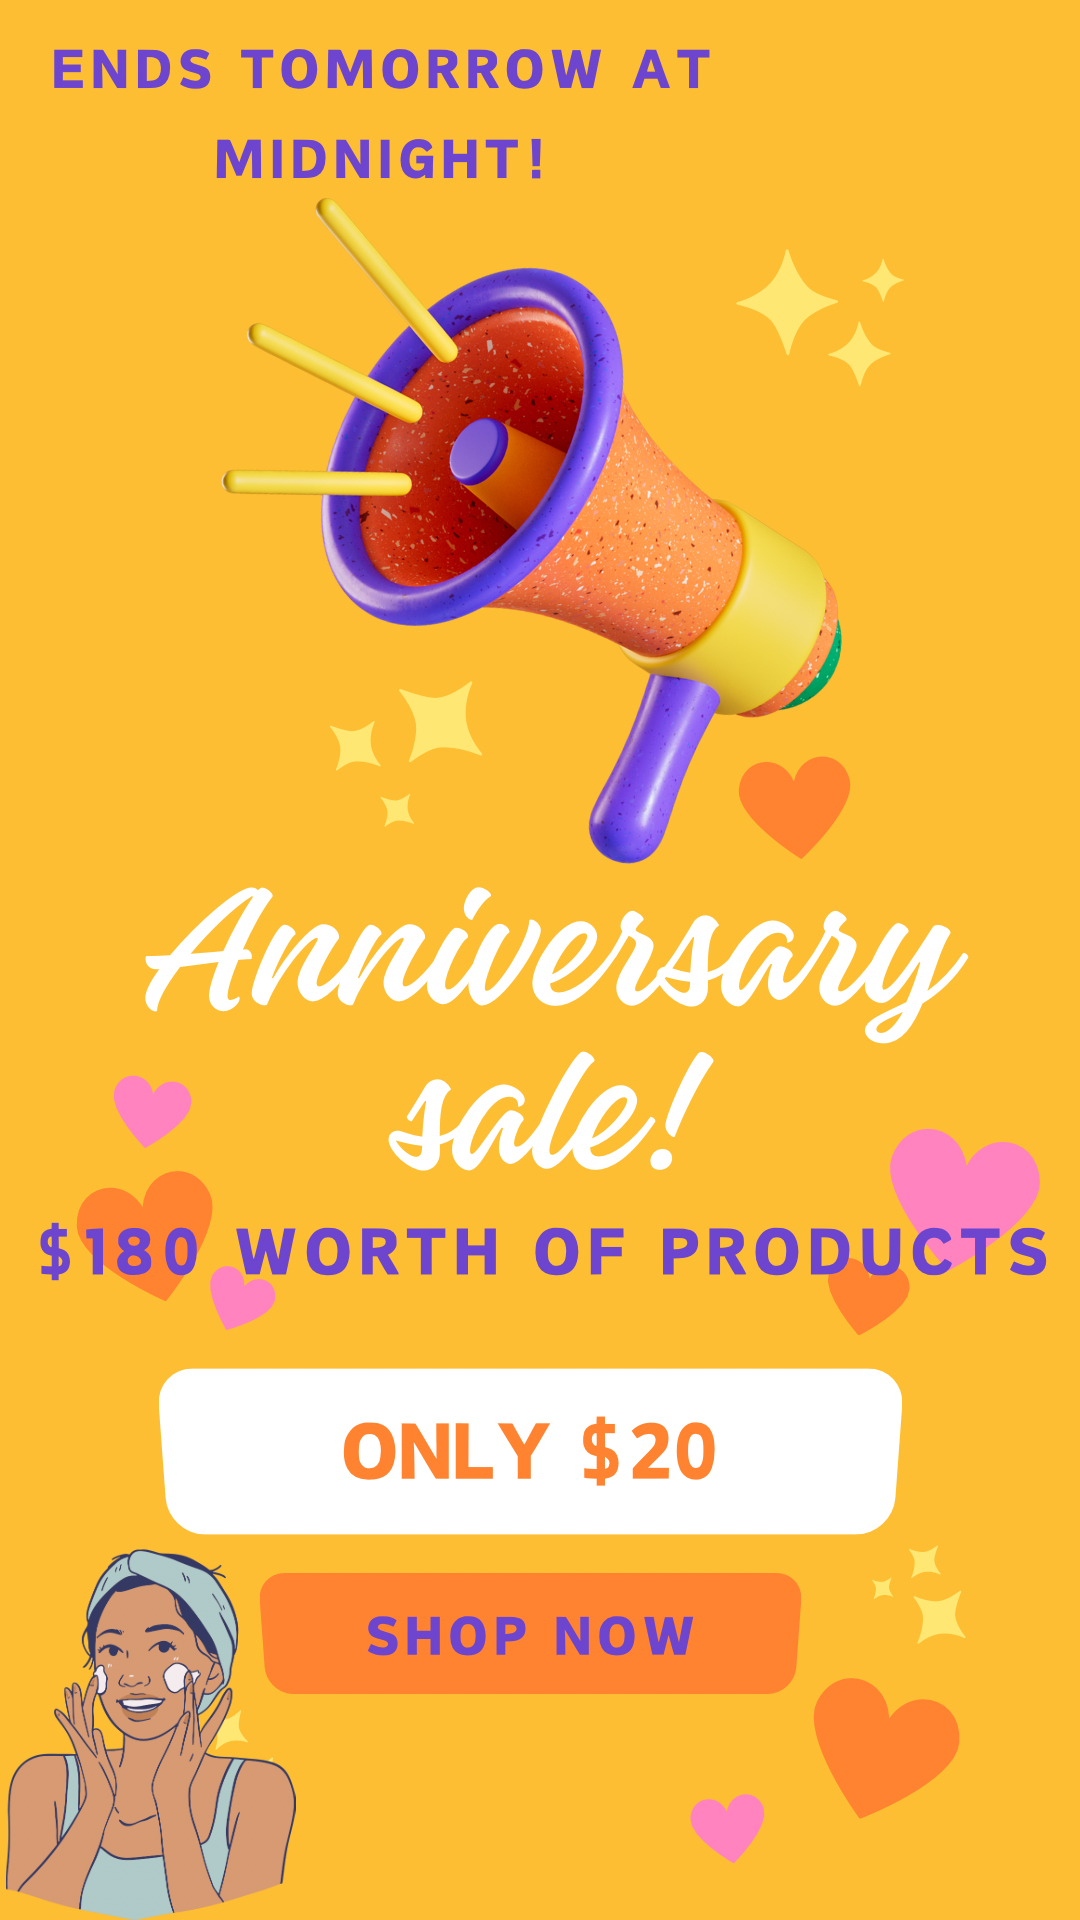 ENDS TOMORROW AT
MIDNIGHT!
Anniversary
sale!
$180 WORTH OF PRODUCTS
ONLY $20
SHOP NOW